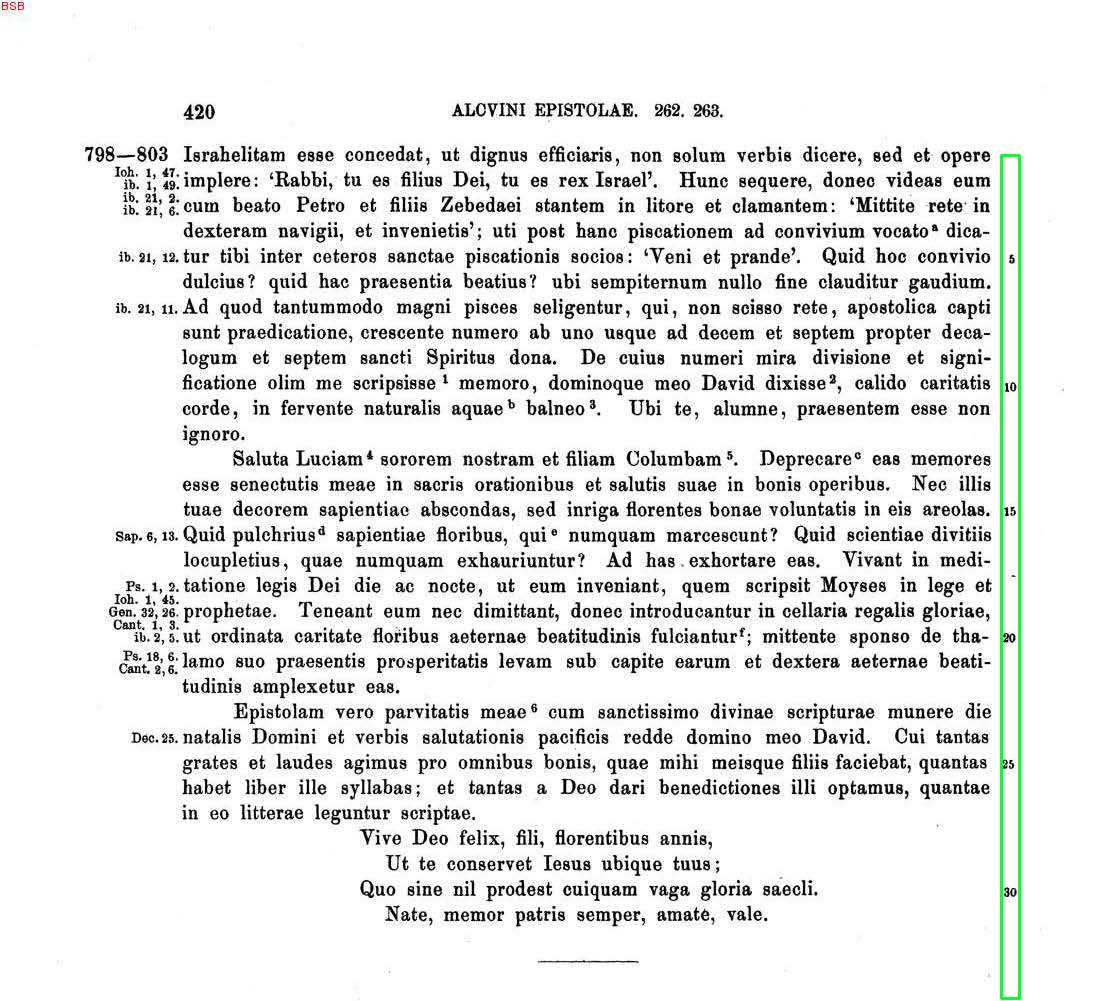 BSB
420 ALCVINI EPISTOLAE. 262. 263.
798—803 Israhelitam esse concedat, ut dignus efficiaris, non solum verbis dicere, sed et opere
Ioh. 1, 47.
ib. 1, 49. implere: ‘Rabbi, tu es filius Dei, tu es rex Israel’. Hunc sequere, donec videas eum
ib. 21, 2.
ib. 21, 6. cum beato Petro et filiis Zebedaei stantem in litore et clamantem: ‘Mittite rete in
dexteram navigii, et invenietis’; uti post hanc piscationem ad convivium vocato ᵃ dica-
ib. 21, 12. tur tibi inter ceteros sanctae piscationis socios: ‘Veni et prande’. Quid hoc convivio 5
dulcius? quid hac praesentia beatius? ubi sempiternum nullo fine clauditur gaudium.
ib. 21, 11. Ad quod tantummodo magni pisces seligentur, qui, non scisso rete, apostolica capti
sunt praedicatione, crescente numero ab uno usque ad decem et septem propter deca-
logum et septem sancti Spiritus dona. De cuius numeri mira divisione et signi-
ficatione olim me scripsisse ¹ memoro, dominoque meo David dixisse ², calido caritatis 10
corde, in fervente naturalis aquae ᵇ balneo ³. Ubi te, alumne, praesentem esse non
ignoro.
Saluta Luciam ⁴ sororem nostram et filiam Columbam ⁵. Deprecare ᶜ eas memores
esse senectutis meae in sacris orationibus et salutis suae in bonis operibus. Nec illis
tuae decorem sapientiae abscondas, sed inriga florentes bonae voluntatis in eis areolas. 15
Sap. 6, 13. Quid pulchrius ᵈ sapientiae floribus, qui ᵉ numquam marcescunt? Quid scientiae divitiis
locupletius, quae numquam exhauriuntur? Ad has exhortare eas. Vivant in medi-
Ps. 1, 2. tatione legis Dei die ac nocte, ut eum inveniant, quem scripsit Moyses in lege et
Ioh. 1, 45.
Gen. 32, 26. prophetae. Teneant eum nec dimittant, donec introducantur in cellaria regalis gloriae,
Cant. 1, 3.
ib. 2, 5. ut ordinata caritate floribus aeternae beatitudinis fulciantur ᶠ; mittente sponso de tha- 20
Ps. 18, 6.
Cant. 2, 6. lamo suo praesentis prosperitatis levam sub capite earum et dextera aeternae beati-
tudinis amplexetur eas.
Epistolam vero parvitatis meae ⁶ cum sanctissimo divinae scripturae munere die
Dec. 25. natalis Domini et verbis salutationis pacificis redde domino meo David. Cui tantas
grates et laudes agimus pro omnibus bonis, quae mihi meisque filiis faciebat, quantas 25
habet liber ille syllabas; et tantas a Deo dari benedictiones illi optamus, quantae
in eo litterae leguntur scriptae.
Vive Deo felix, fili, florentibus annis,
Ut te conservet Iesus ubique tuus;
Quo sine nil prodest cuiquam vaga gloria saecli. 30
Nate, memor patris semper, amate, vale.